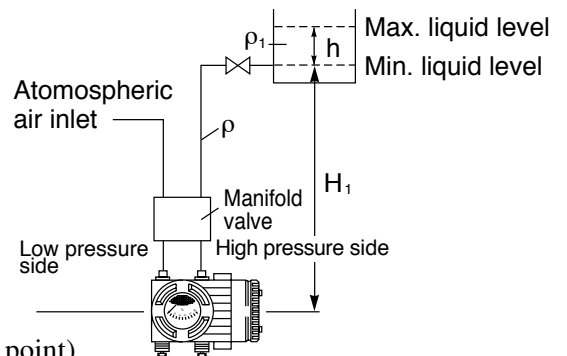 ρ₁
h
Max. liquid level
Min. liquid level
Atomospheric
air inlet
ρ
H₁
Manifold
valve
Low pressure
side
High pressure side
point)